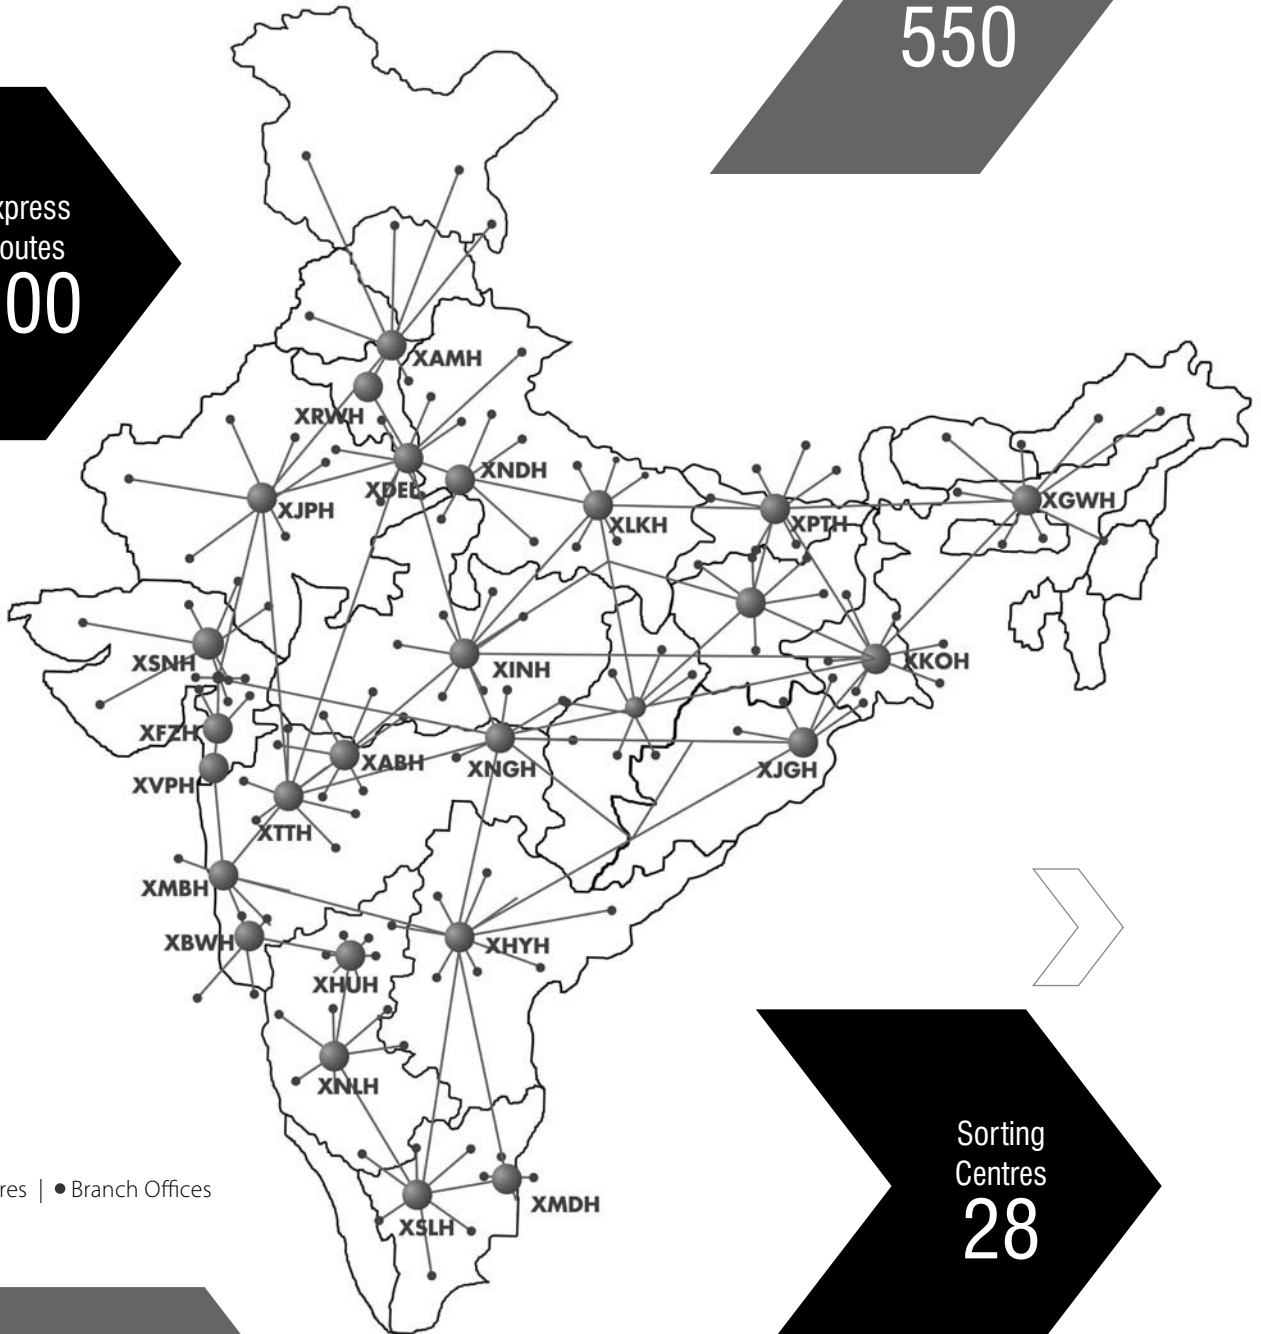 550
xpress
outes
00
XAMH
XRWH
XNDH
XDEL
XJPH
XLKH
XPTH
XGWH
XSNH
XINH
XKOH
XFZH
XABH
XNGH
XJGH
XVPH
XTTH
XMBH
XBWH
XHYH
XHUH
XNLH
Sorting
Centres
28
res | ● Branch Offices
XMDH
XSLH